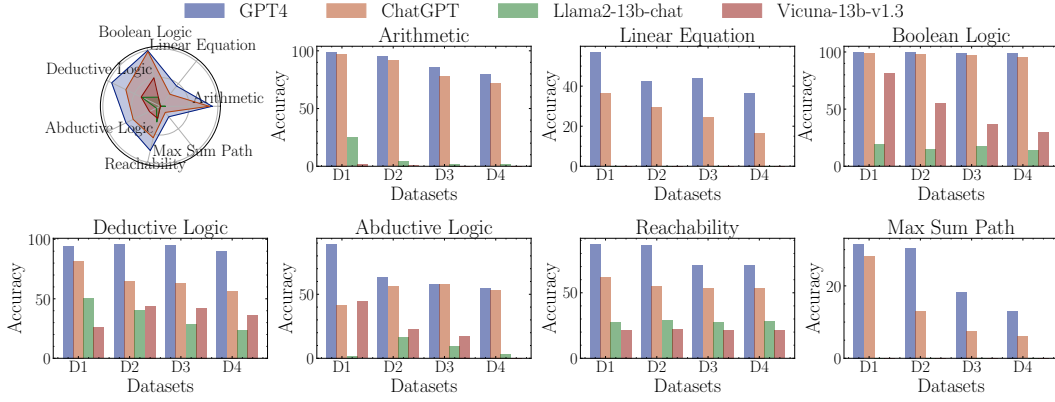 GPT4 ChatGPT Llama2-13b-chat Vicuna-13b-v1.3
Boolean Logic
Linear Equation
Deductive Logic
Arithmetic
Abductive Logic
Max Sum Path
Reachability
Arithmetic
Accuracy
100
50
0
D1 D2 D3 D4
Datasets
Linear Equation
Accuracy
40
20
0
D1 D2 D3 D4
Datasets
Boolean Logic
Accuracy
100
50
0
D1 D2 D3 D4
Datasets
Deductive Logic
Accuracy
100
50
0
D1 D2 D3 D4
Datasets
Abductive Logic
Accuracy
50
0
D1 D2 D3 D4
Datasets
Reachability
Accuracy
50
0
D1 D2 D3 D4
Datasets
Max Sum Path
Accuracy
20
0
D1 D2 D3 D4
Datasets